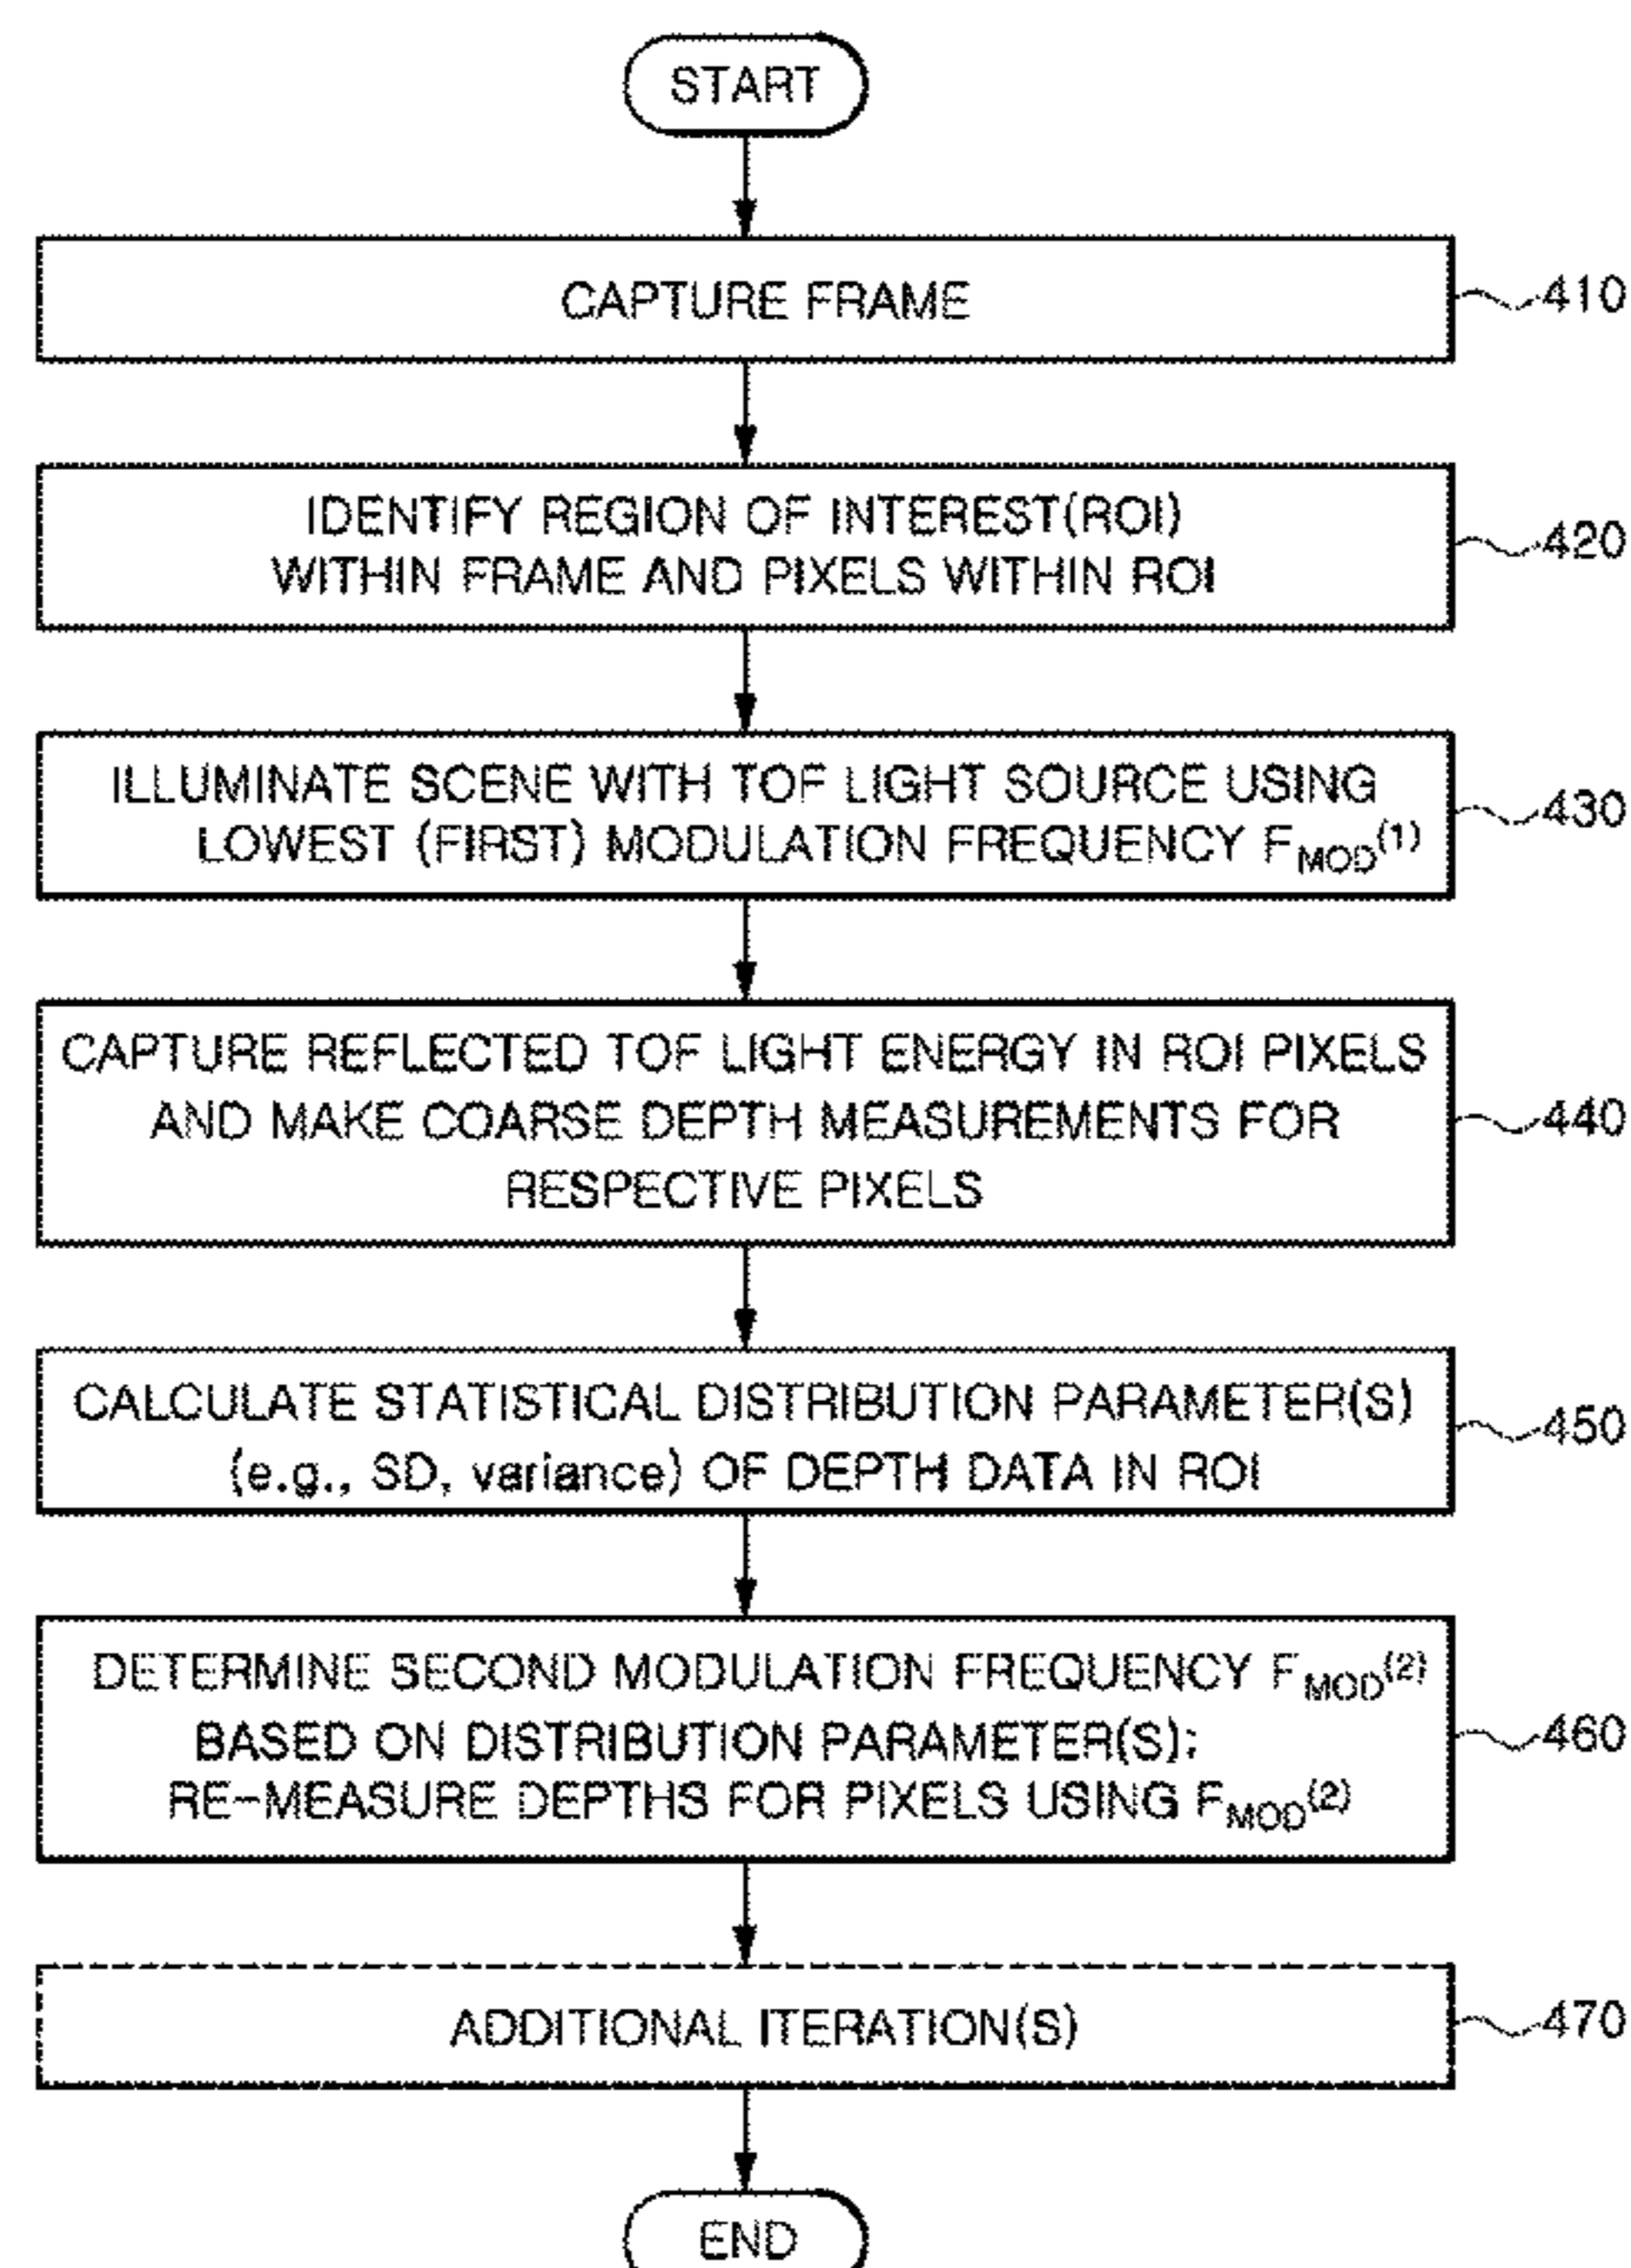 START
CAPTURE FRAME
410
IDENTIFY REGION OF INTEREST(ROI)
WITHIN FRAME AND PIXELS WITHIN ROI
420
ILLUMINATE SCENE WITH TOF LIGHT SOURCE USING
LOWEST (FIRST) MODULATION FREQUENCY F_MOD^(1)
430
CAPTURE REFLECTED TOF LIGHT ENERGY IN ROI PIXELS
AND MAKE COARSE DEPTH MEASUREMENTS FOR
RESPECTIVE PIXELS
440
CALCULATE STATISTICAL DISTRIBUTION PARAMETER(S)
(e.g., SD, variance) OF DEPTH DATA IN ROI
450
DETERMINE SECOND MODULATION FREQUENCY F_MOD^(2)
BASED ON DISTRIBUTION PARAMETER(S);
RE-MEASURE DEPTHS FOR PIXELS USING F_MOD^(2)
460
ADDITIONAL ITERATION(S)
470
END